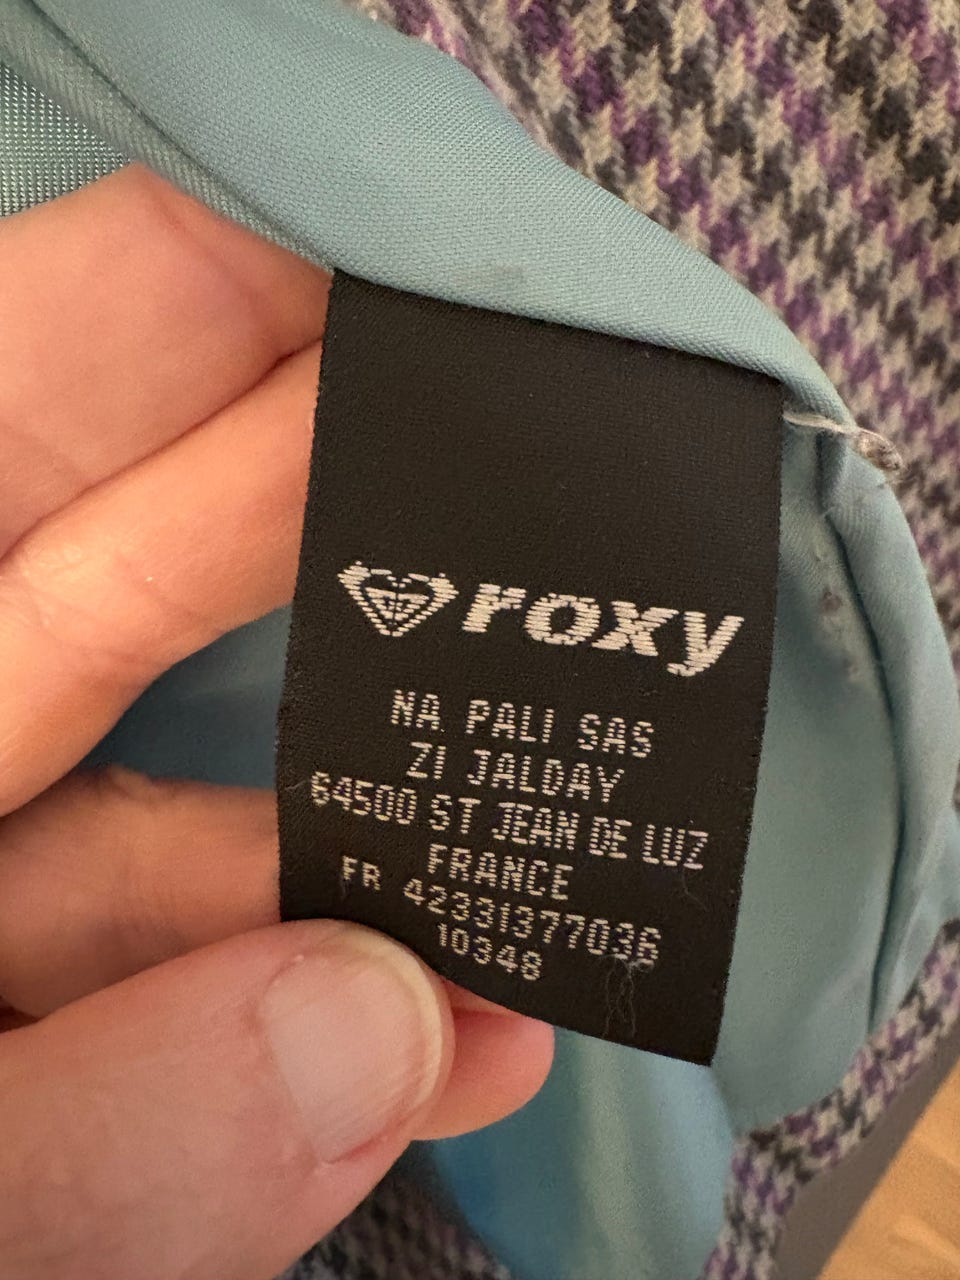 roxy
NA PALI SAS
ZI JALDAY
64500 ST JEAN DE LUZ
FRANCE
FR 42331377036
10348